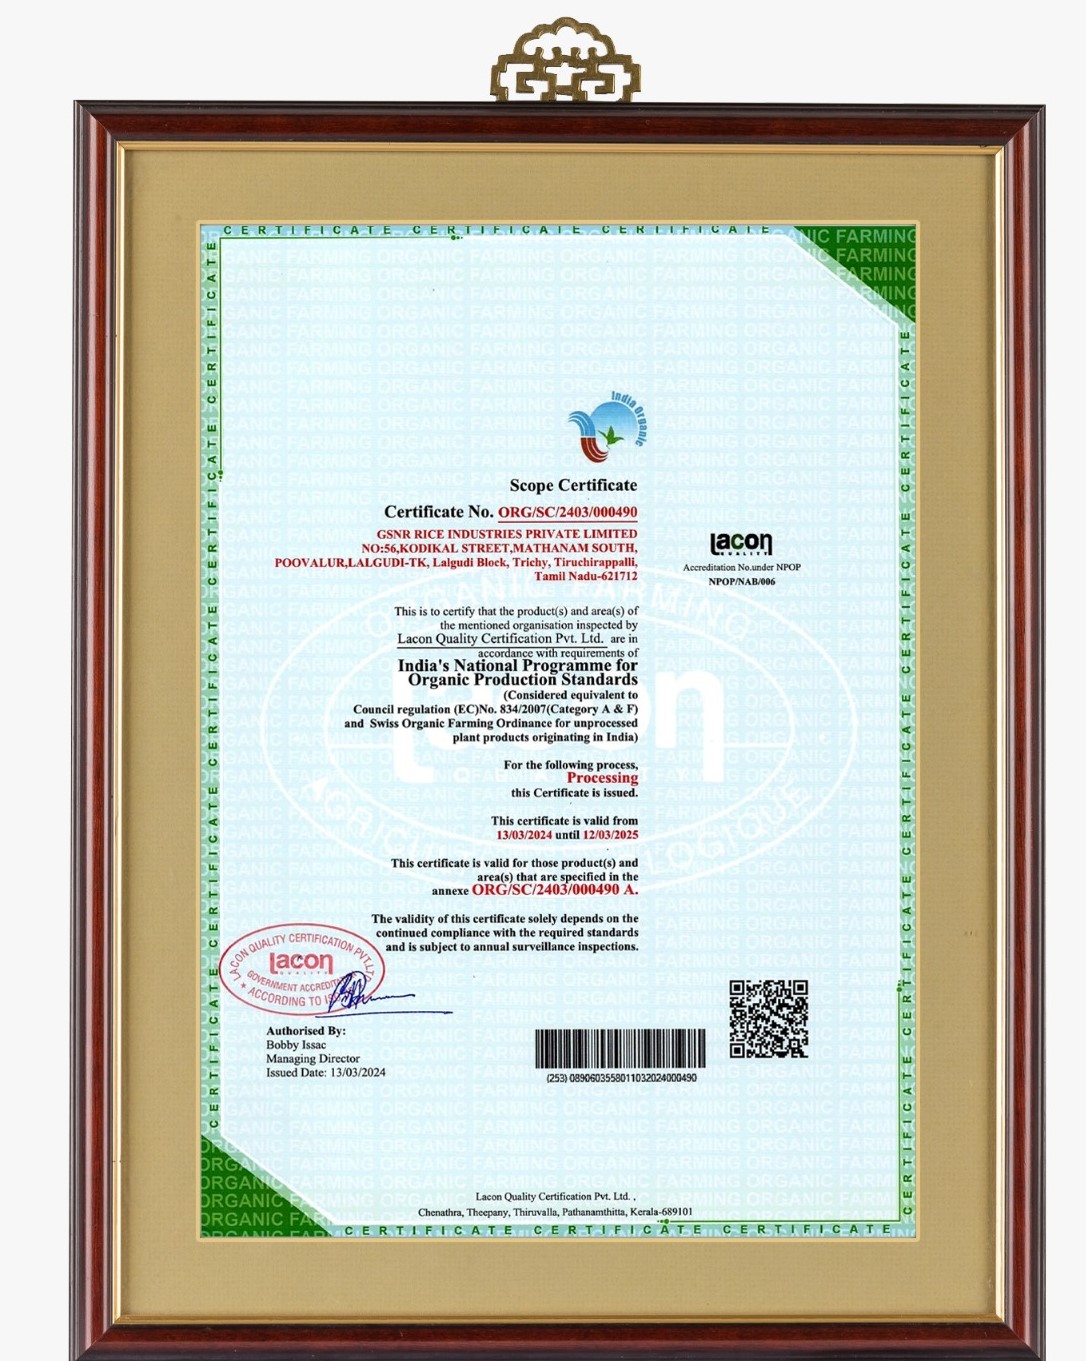 CERTIFICATE CERTIFICATE CERTIFICATE
India Organic
Scope Certificate
Certificate No. ORG/SC/2403/000490
GSNR RICE INDUSTRIES PRIVATE LIMITED
NO:56,KODIKAL STREET,MATHANAM SOUTH,
POOVALUR,LALGUDI-TK, Lalgudi Block, Trichy, Tiruchirappalli,
Tamil Nadu-621712
lacon
QUALITY
Accreditation No.under NPOP
NPOP/NAB/006
This is to certify that the product(s) and area(s) of
the mentioned organisation inspected by
Lacon Quality Certification Pvt. Ltd. are in
accordance with requirements of
India's National Programme for
Organic Production Standards
(Considered equivalent to
Council regulation (EC)No. 834/2007(Category A & F)
and Swiss Organic Farming Ordinance for unprocessed
plant products originating in India)
For the following process,
Processing
this Certificate is issued.
This certificate is valid from
13/03/2024 until 12/03/2025
This certificate is valid for those product(s) and
area(s) that are specified in the
annexe ORG/SC/2403/000490 A.
The validity of this certificate solely depends on the
continued compliance with the required standards
and is subject to annual surveillance inspections.
LACON QUALITY CERTIFICATION PVT.LTD
lacon
QUALITY
GOVERNMENT ACCREDITATION
ACCORDING TO
Authorised By:
Bobby Issac
Managing Director
Issued Date: 13/03/2024
(253) 0890603558011032024000490
Lacon Quality Certification Pvt. Ltd. ,
Chenathra, Theepany, Thiruvalla, Pathanamthitta, Kerala-689101
CERTIFICATE CERTIFICATE CERTIFICATE